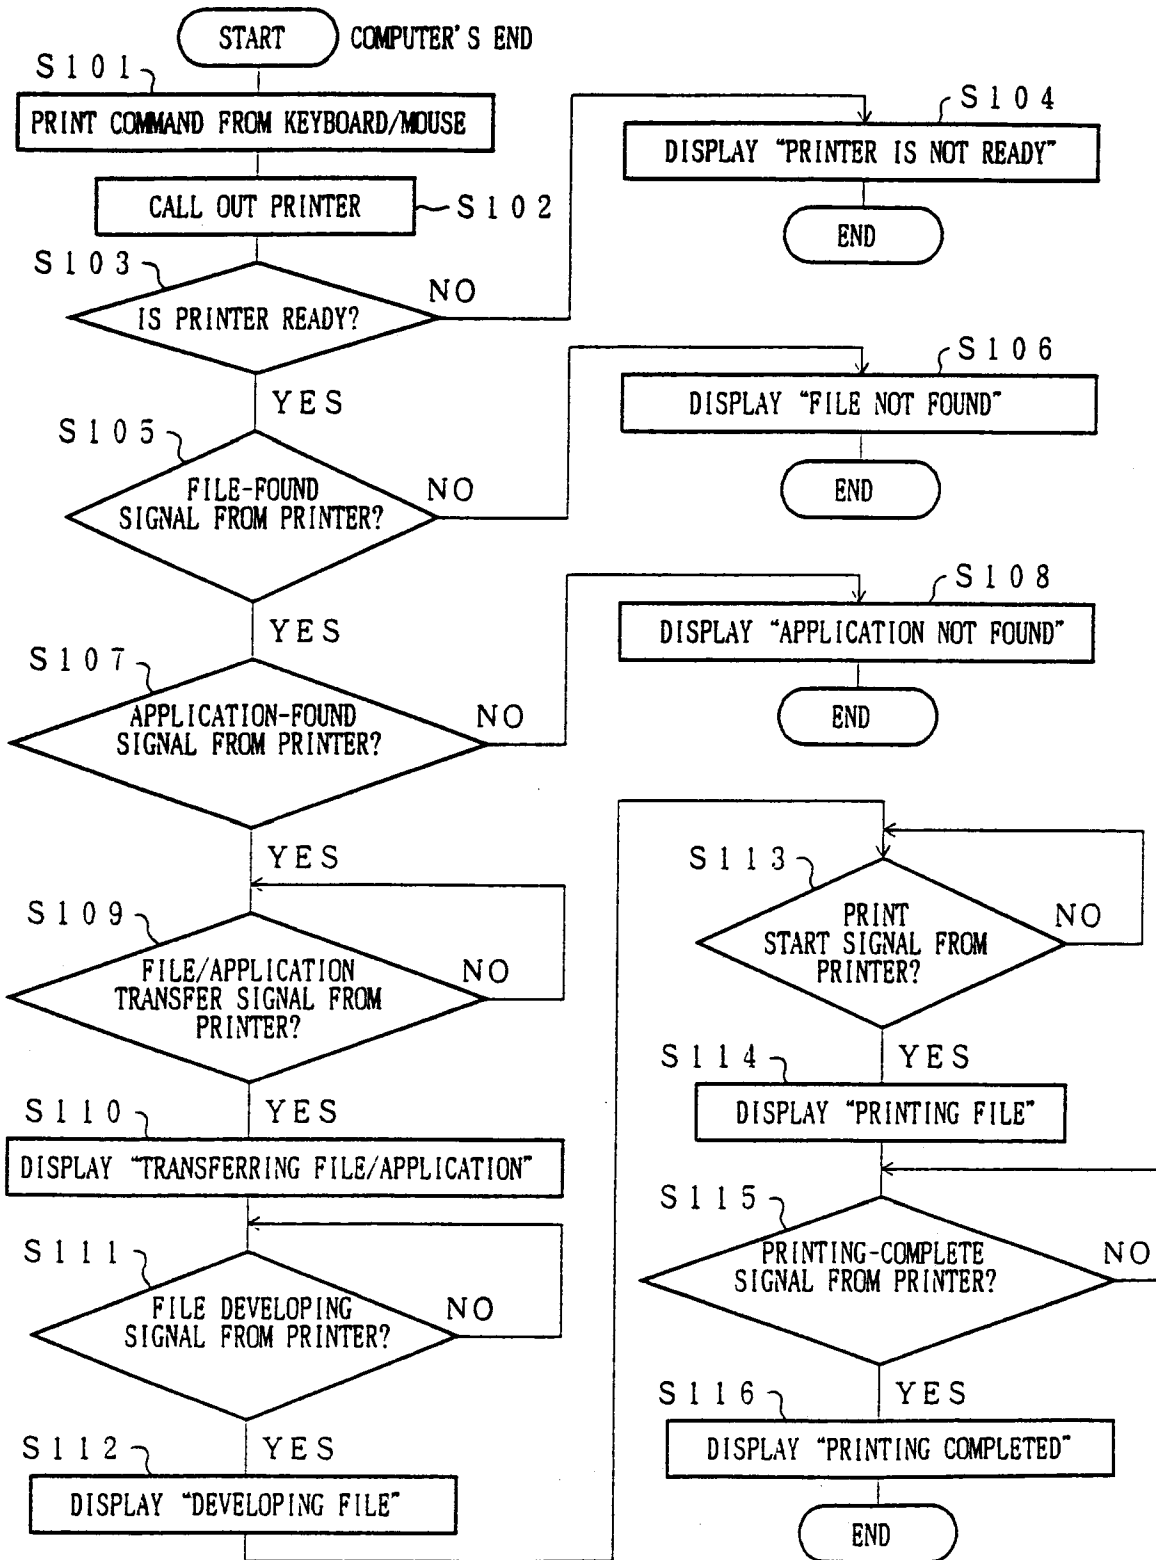 START
COMPUTER'S END
S101
PRINT COMMAND FROM KEYBOARD/MOUSE
CALL OUT PRINTER
S102
S103
IS PRINTER READY?
NO
S104
DISPLAY “PRINTER IS NOT READY”
END
YES
S105
FILE-FOUND
SIGNAL FROM PRINTER?
NO
S106
DISPLAY “FILE NOT FOUND”
END
YES
S107
APPLICATION-FOUND
SIGNAL FROM PRINTER?
NO
S108
DISPLAY “APPLICATION NOT FOUND”
END
YES
S109
FILE/APPLICATION
TRANSFER SIGNAL FROM
PRINTER?
NO
YES
S110
DISPLAY “TRANSFERRING FILE/APPLICATION”
S111
FILE DEVELOPING
SIGNAL FROM PRINTER?
NO
YES
S112
DISPLAY “DEVELOPING FILE”
S113
PRINT
START SIGNAL FROM
PRINTER?
NO
YES
S114
DISPLAY “PRINTING FILE”
S115
PRINTING-COMPLETE
SIGNAL FROM PRINTER?
NO
YES
S116
DISPLAY “PRINTING COMPLETED”
END